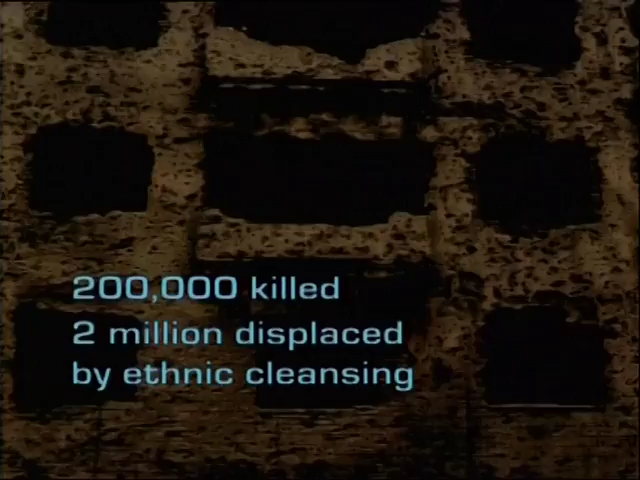 200,000 killed
2 million displaced
by ethnic cleansing